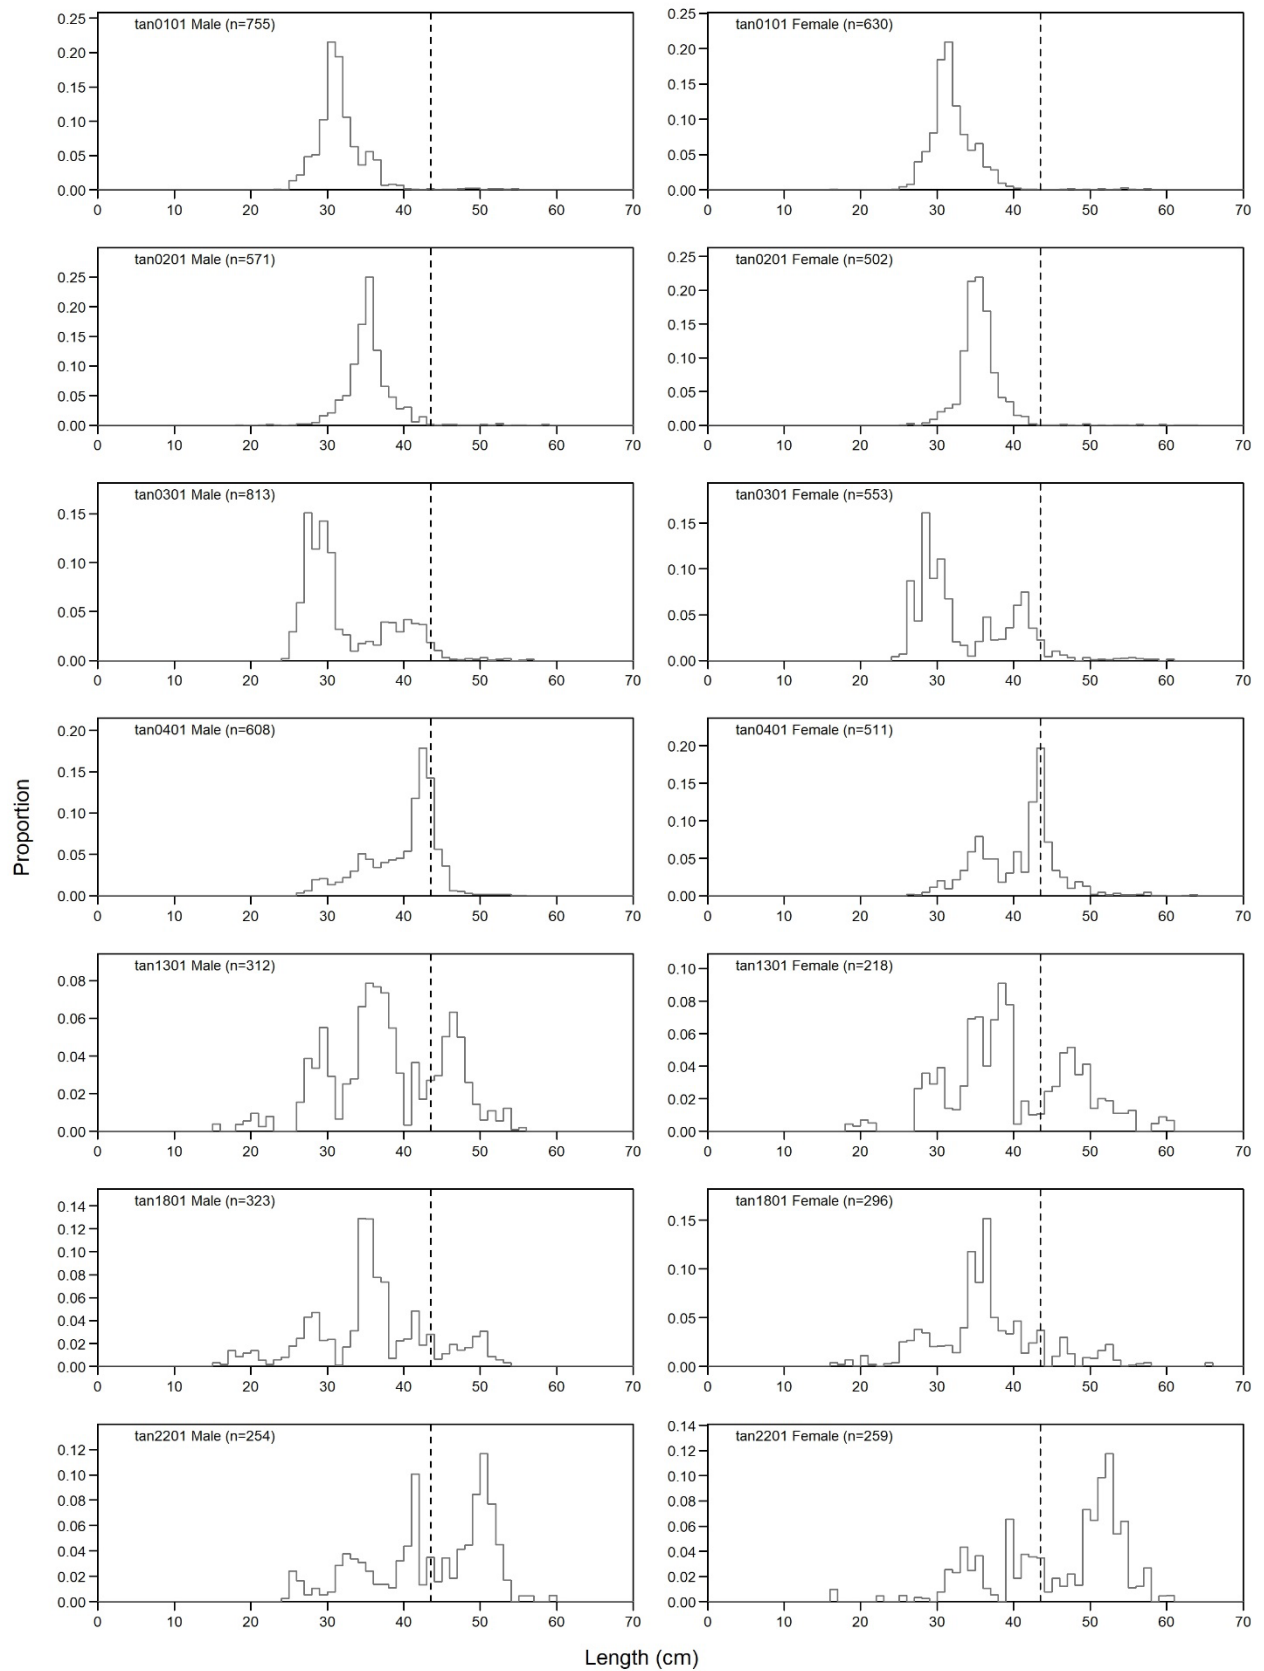 tan0101 Male (n=755)
0.25
0.20
0.15
0.10
0.05
0.00
0 10 20 30 40 50 60 70
tan0101 Female (n=630)
0.25
0.20
0.15
0.10
0.05
0.00
0 10 20 30 40 50 60 70
tan0201 Male (n=571)
0.25
0.20
0.15
0.10
0.05
0.00
0 10 20 30 40 50 60 70
tan0201 Female (n=502)
0.25
0.20
0.15
0.10
0.05
0.00
0 10 20 30 40 50 60 70
tan0301 Male (n=813)
0.15
0.10
0.05
0.00
0 10 20 30 40 50 60 70
tan0301 Female (n=553)
0.15
0.10
0.05
0.00
0 10 20 30 40 50 60 70
tan0401 Male (n=608)
0.20
0.15
0.10
0.05
0.00
0 10 20 30 40 50 60 70
tan0401 Female (n=511)
0.20
0.15
0.10
0.05
0.00
0 10 20 30 40 50 60 70
Proportion
tan1301 Male (n=312)
0.08
0.06
0.04
0.02
0.00
0 10 20 30 40 50 60 70
tan1301 Female (n=218)
0.10
0.08
0.06
0.04
0.02
0.00
0 10 20 30 40 50 60 70
tan1801 Male (n=323)
0.14
0.12
0.10
0.08
0.06
0.04
0.02
0.00
0 10 20 30 40 50 60 70
tan1801 Female (n=296)
0.15
0.10
0.05
0.00
0 10 20 30 40 50 60 70
tan2201 Male (n=254)
0.12
0.10
0.08
0.06
0.04
0.02
0.00
0 10 20 30 40 50 60 70
tan2201 Female (n=259)
0.14
0.12
0.10
0.08
0.06
0.04
0.02
0.00
0 10 20 30 40 50 60 70
Length (cm)